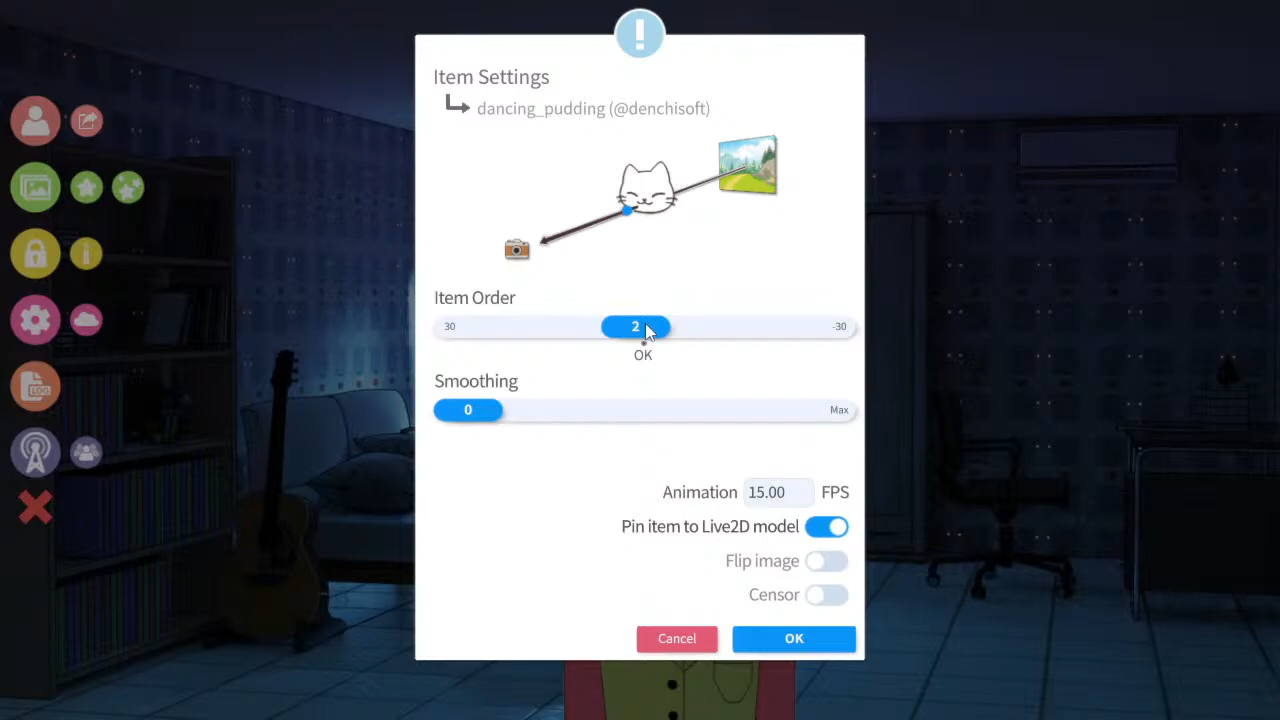 !
Item Settings
dancing_pudding (@denchisoft)
Item Order
30
2
-30
OK
Smoothing
0
Max
Animation 15.00 FPS
Pin item to Live2D model
Flip image
Censor
Cancel
OK
LOG